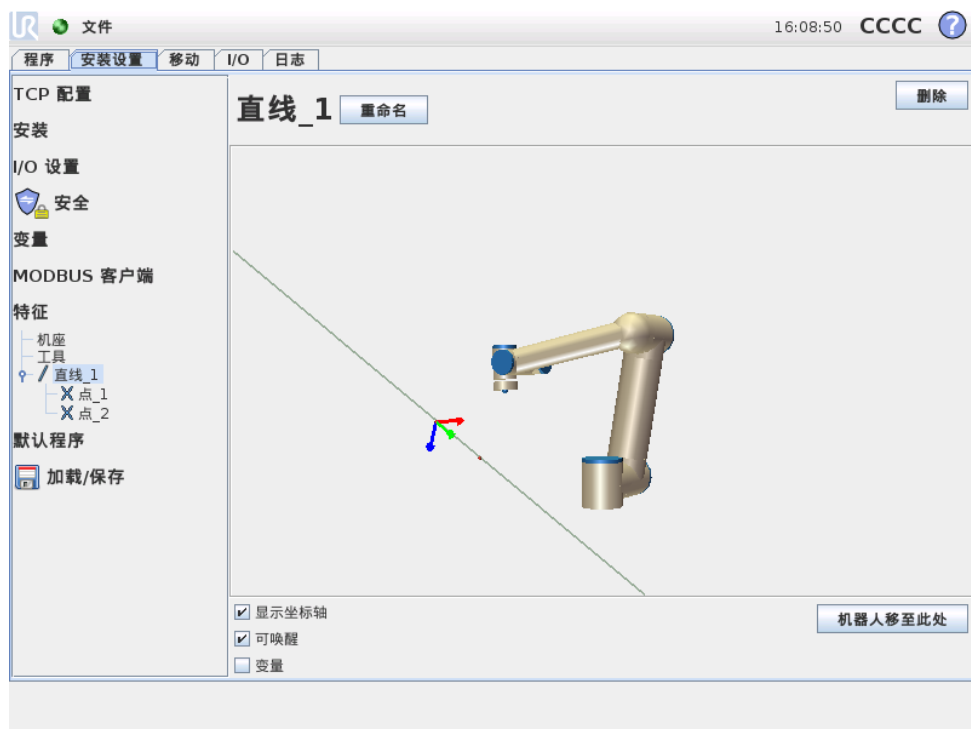 UR 文件 16:08:50 CCCC ?
程序 安装设置 移动 I/O 日志
TCP 配置
安装
I/O 设置
安全
变量
MODBUS 客户端
特征
机座
工具
直线_1
点_1
点_2
默认程序
加载/保存
直线_1 重命名 删除
显示坐标轴
可唤醒
变量
机器人移至此处